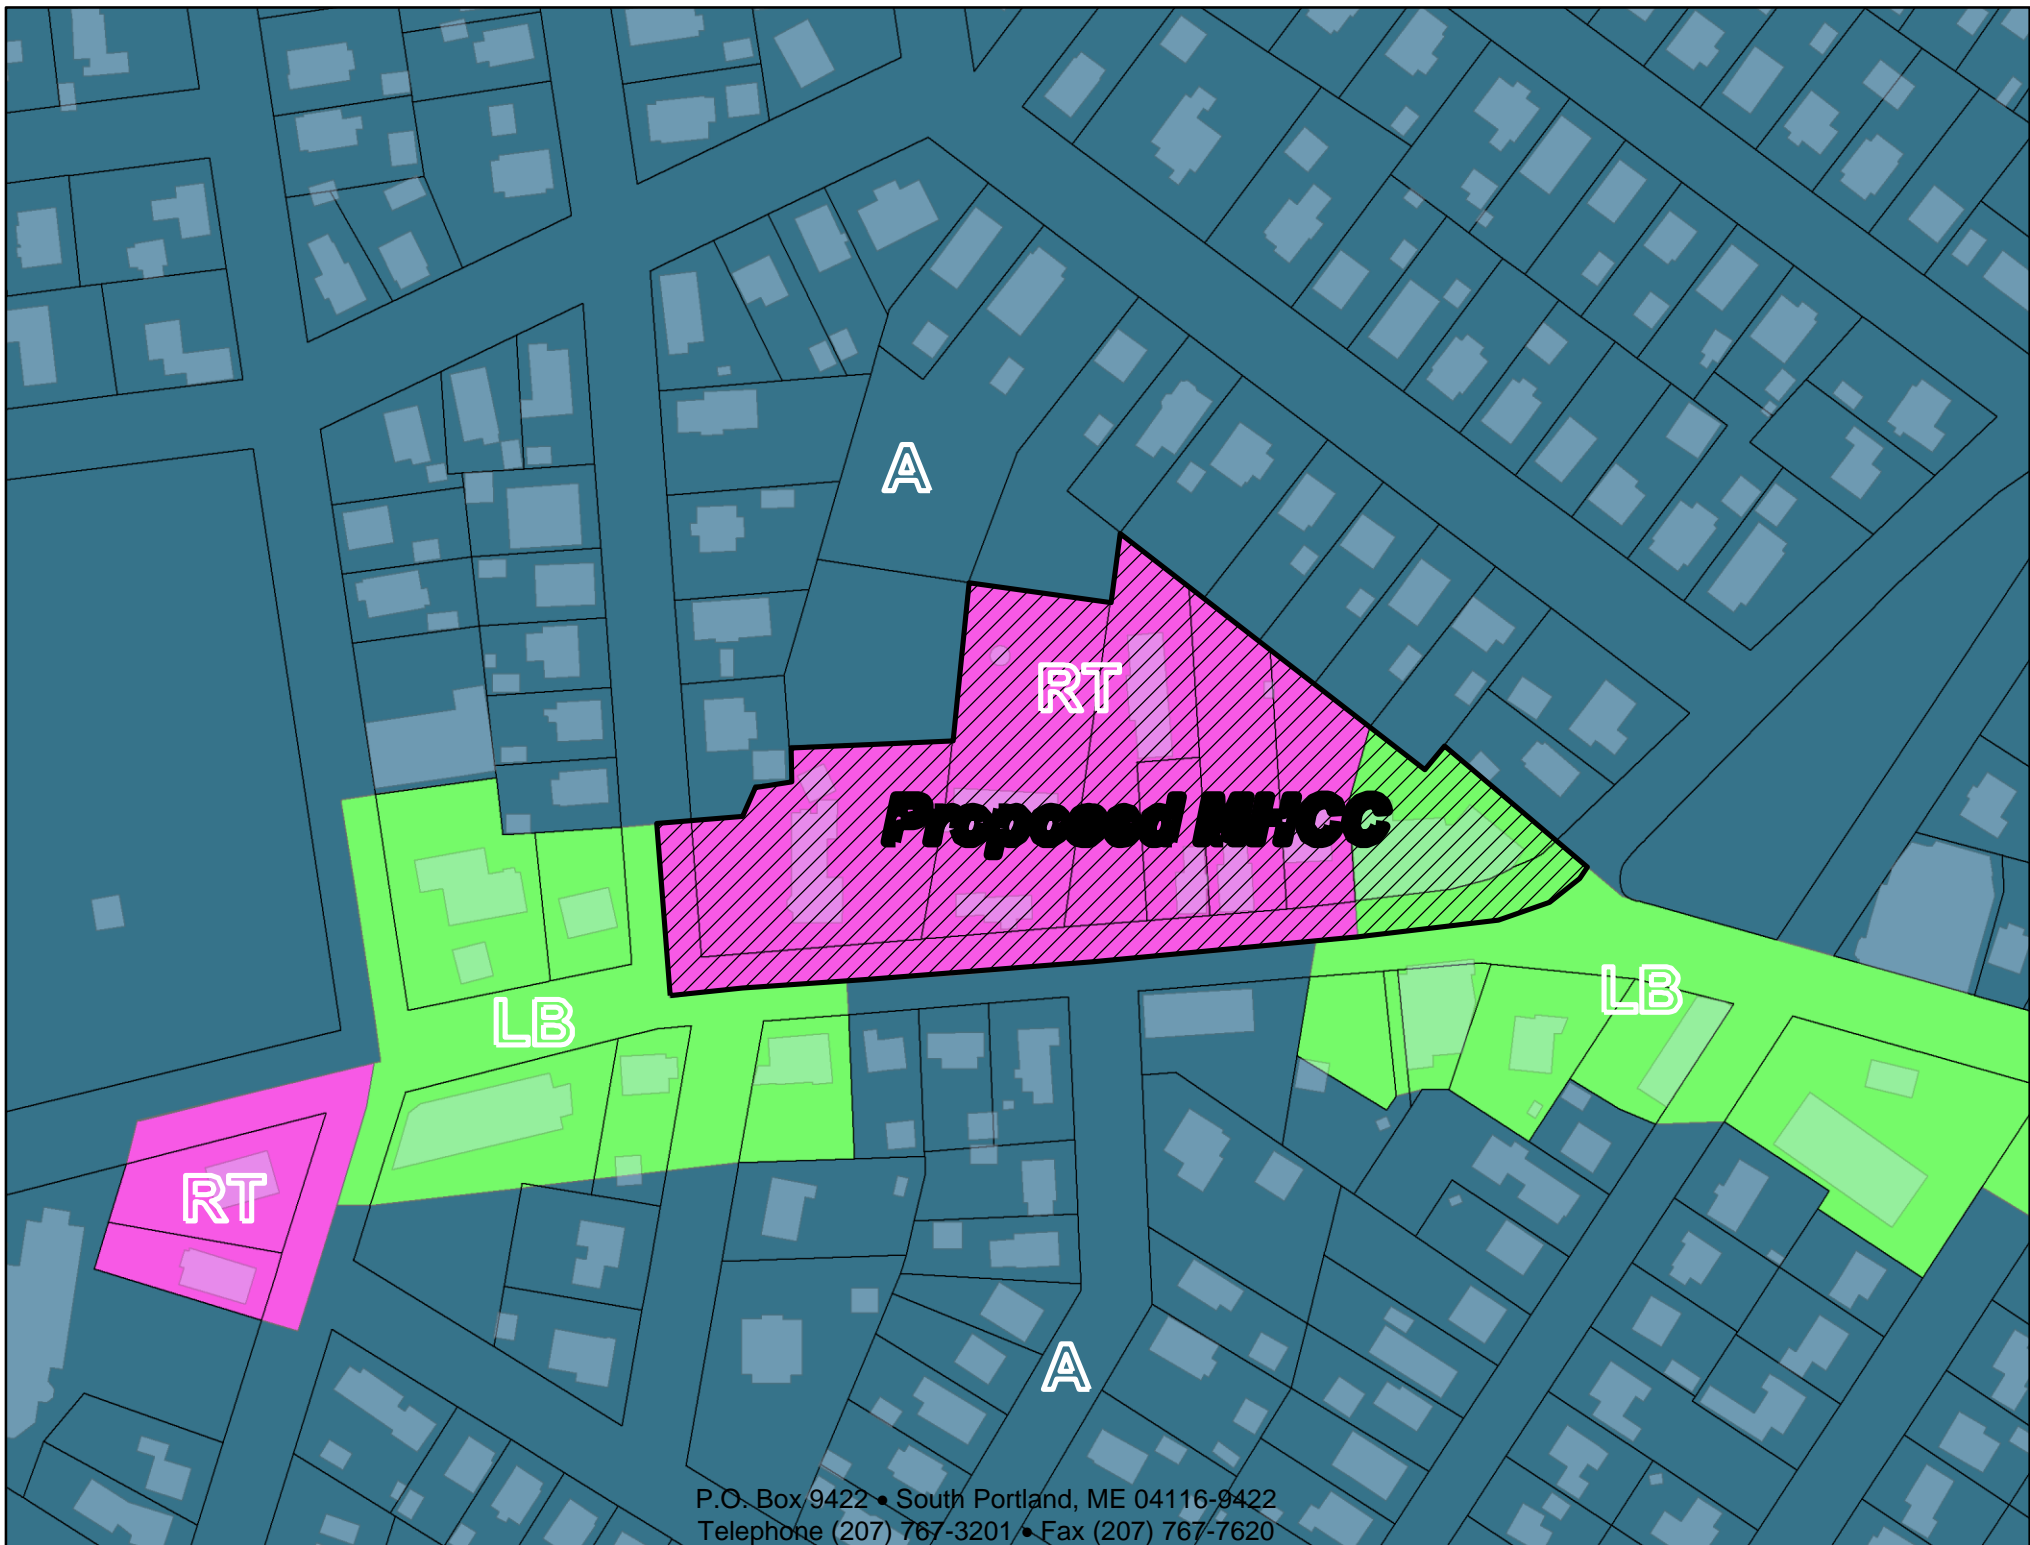 A
RT
Proposed MHCC
LB
LB
RT
A
P.O. Box 9422 • South Portland, ME 04116-9422
Telephone (207) 767-3201 • Fax (207) 767-7620